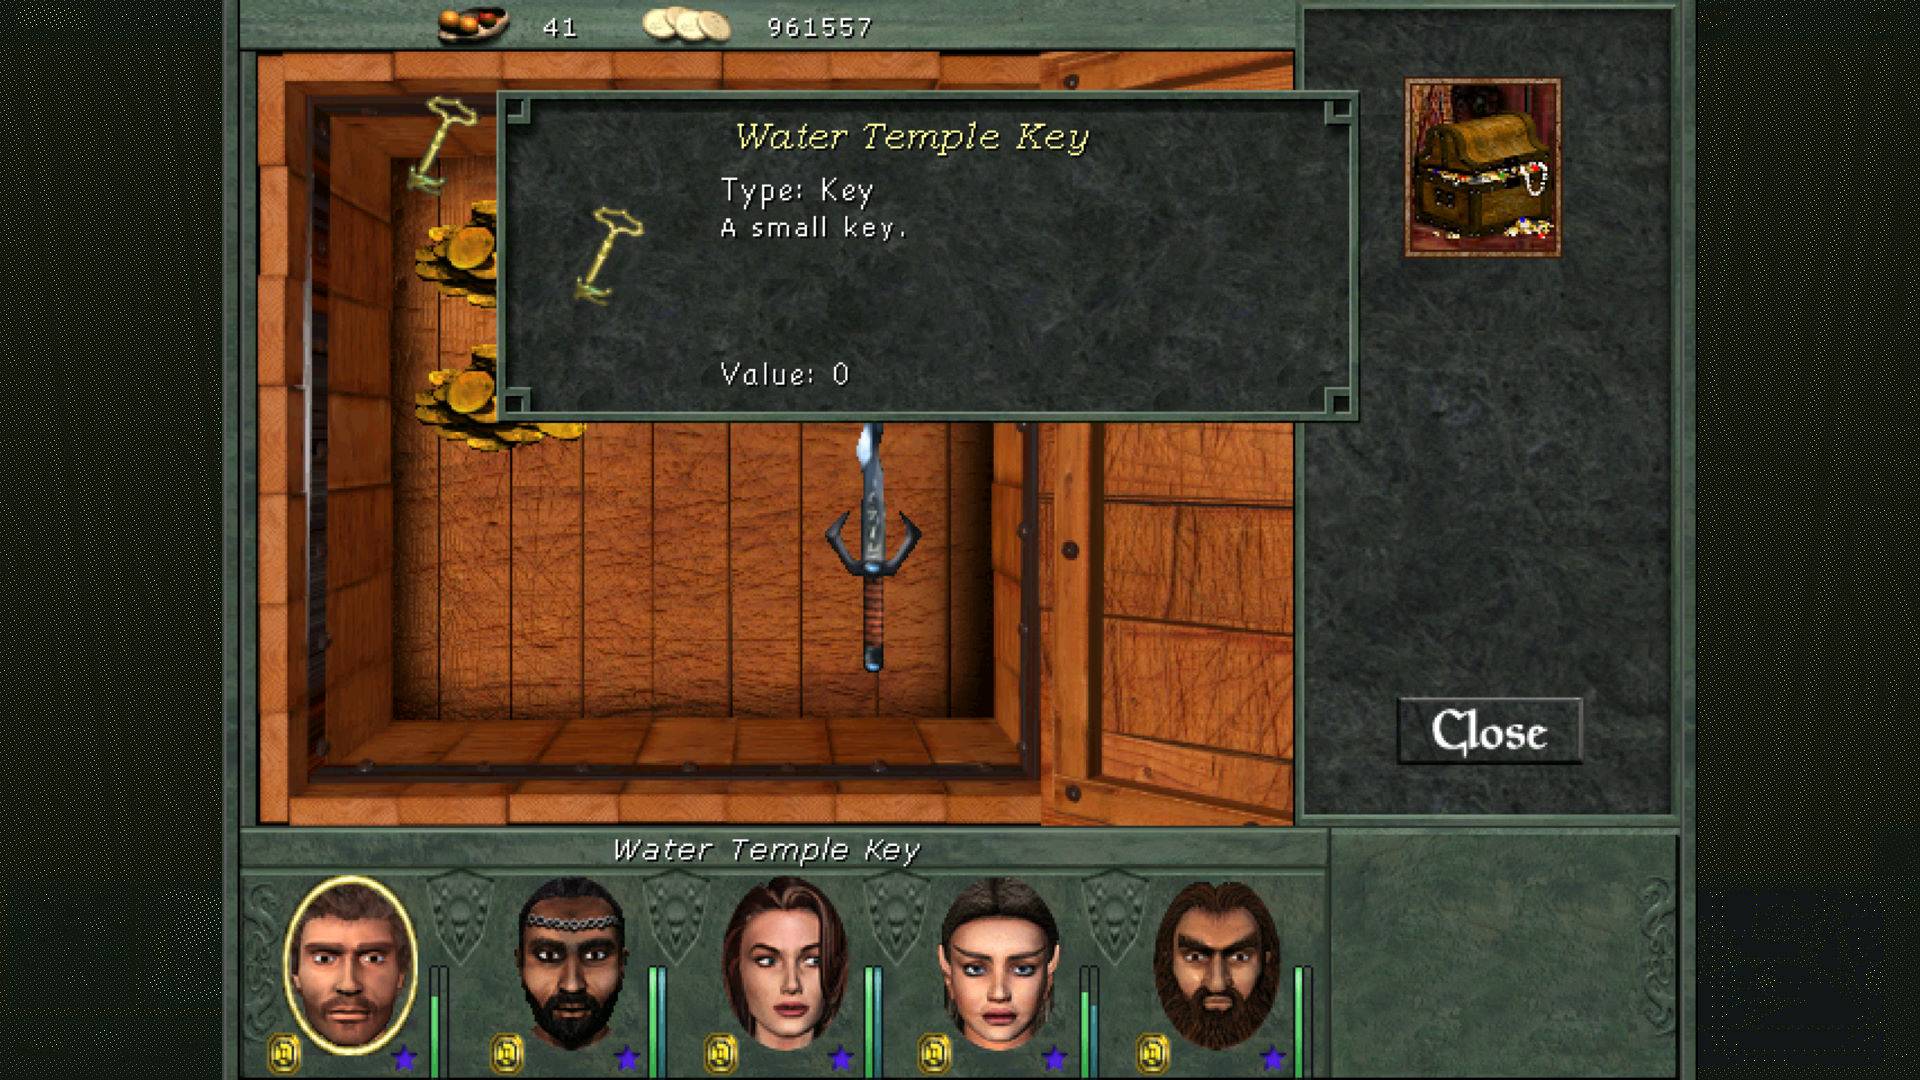 41 961557
Water Temple Key
Type: Key
A small key.
Value: 0
Close
Water Temple Key